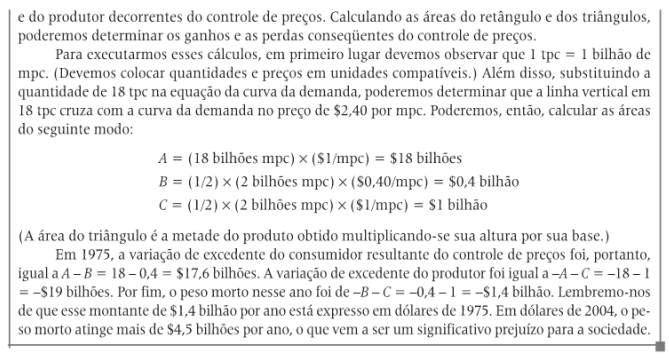 e do produtor decorrentes do controle de preços. Calculando as áreas do retângulo e dos triângulos,
poderemos determinar os ganhos e as perdas conseqüentes do controle de preços.
Para executarmos esses cálculos, em primeiro lugar devemos observar que 1 tpc = 1 bilhão de
mpc. (Devemos colocar quantidades e preços em unidades compatíveis.) Além disso, substituindo a
quantidade de 18 tpc na equação da curva da demanda, poderemos determinar que a linha vertical em
18 tpc cruza com a curva da demanda no preço de $2,40 por mpc. Poderemos, então, calcular as áreas
do seguinte modo:
A = (18 bilhões mpc) × ($1/mpc) = $18 bilhões
B = (1/2) × (2 bilhões mpc) × ($0,40/mpc) = $0,4 bilhão
C = (1/2) × (2 bilhões mpc) × ($1/mpc) = $1 bilhão
(A área do triângulo é a metade do produto obtido multiplicando-se sua altura por sua base.)
Em 1975, a variação de excedente do consumidor resultante do controle de preços foi, portanto,
igual a A – B = 18 – 0,4 = $17,6 bilhões. A variação de excedente do produtor foi igual a –A – C = –18 – 1
= –$19 bilhões. Por fim, o peso morto nesse ano foi de –B – C = –0,4 – 1 = –$1,4 bilhão. Lembremo-nos
de que esse montante de $1,4 bilhão por ano está expresso em dólares de 1975. Em dólares de 2004, o pe-
so morto atinge mais de $4,5 bilhões por ano, o que vem a ser um significativo prejuízo para a sociedade.